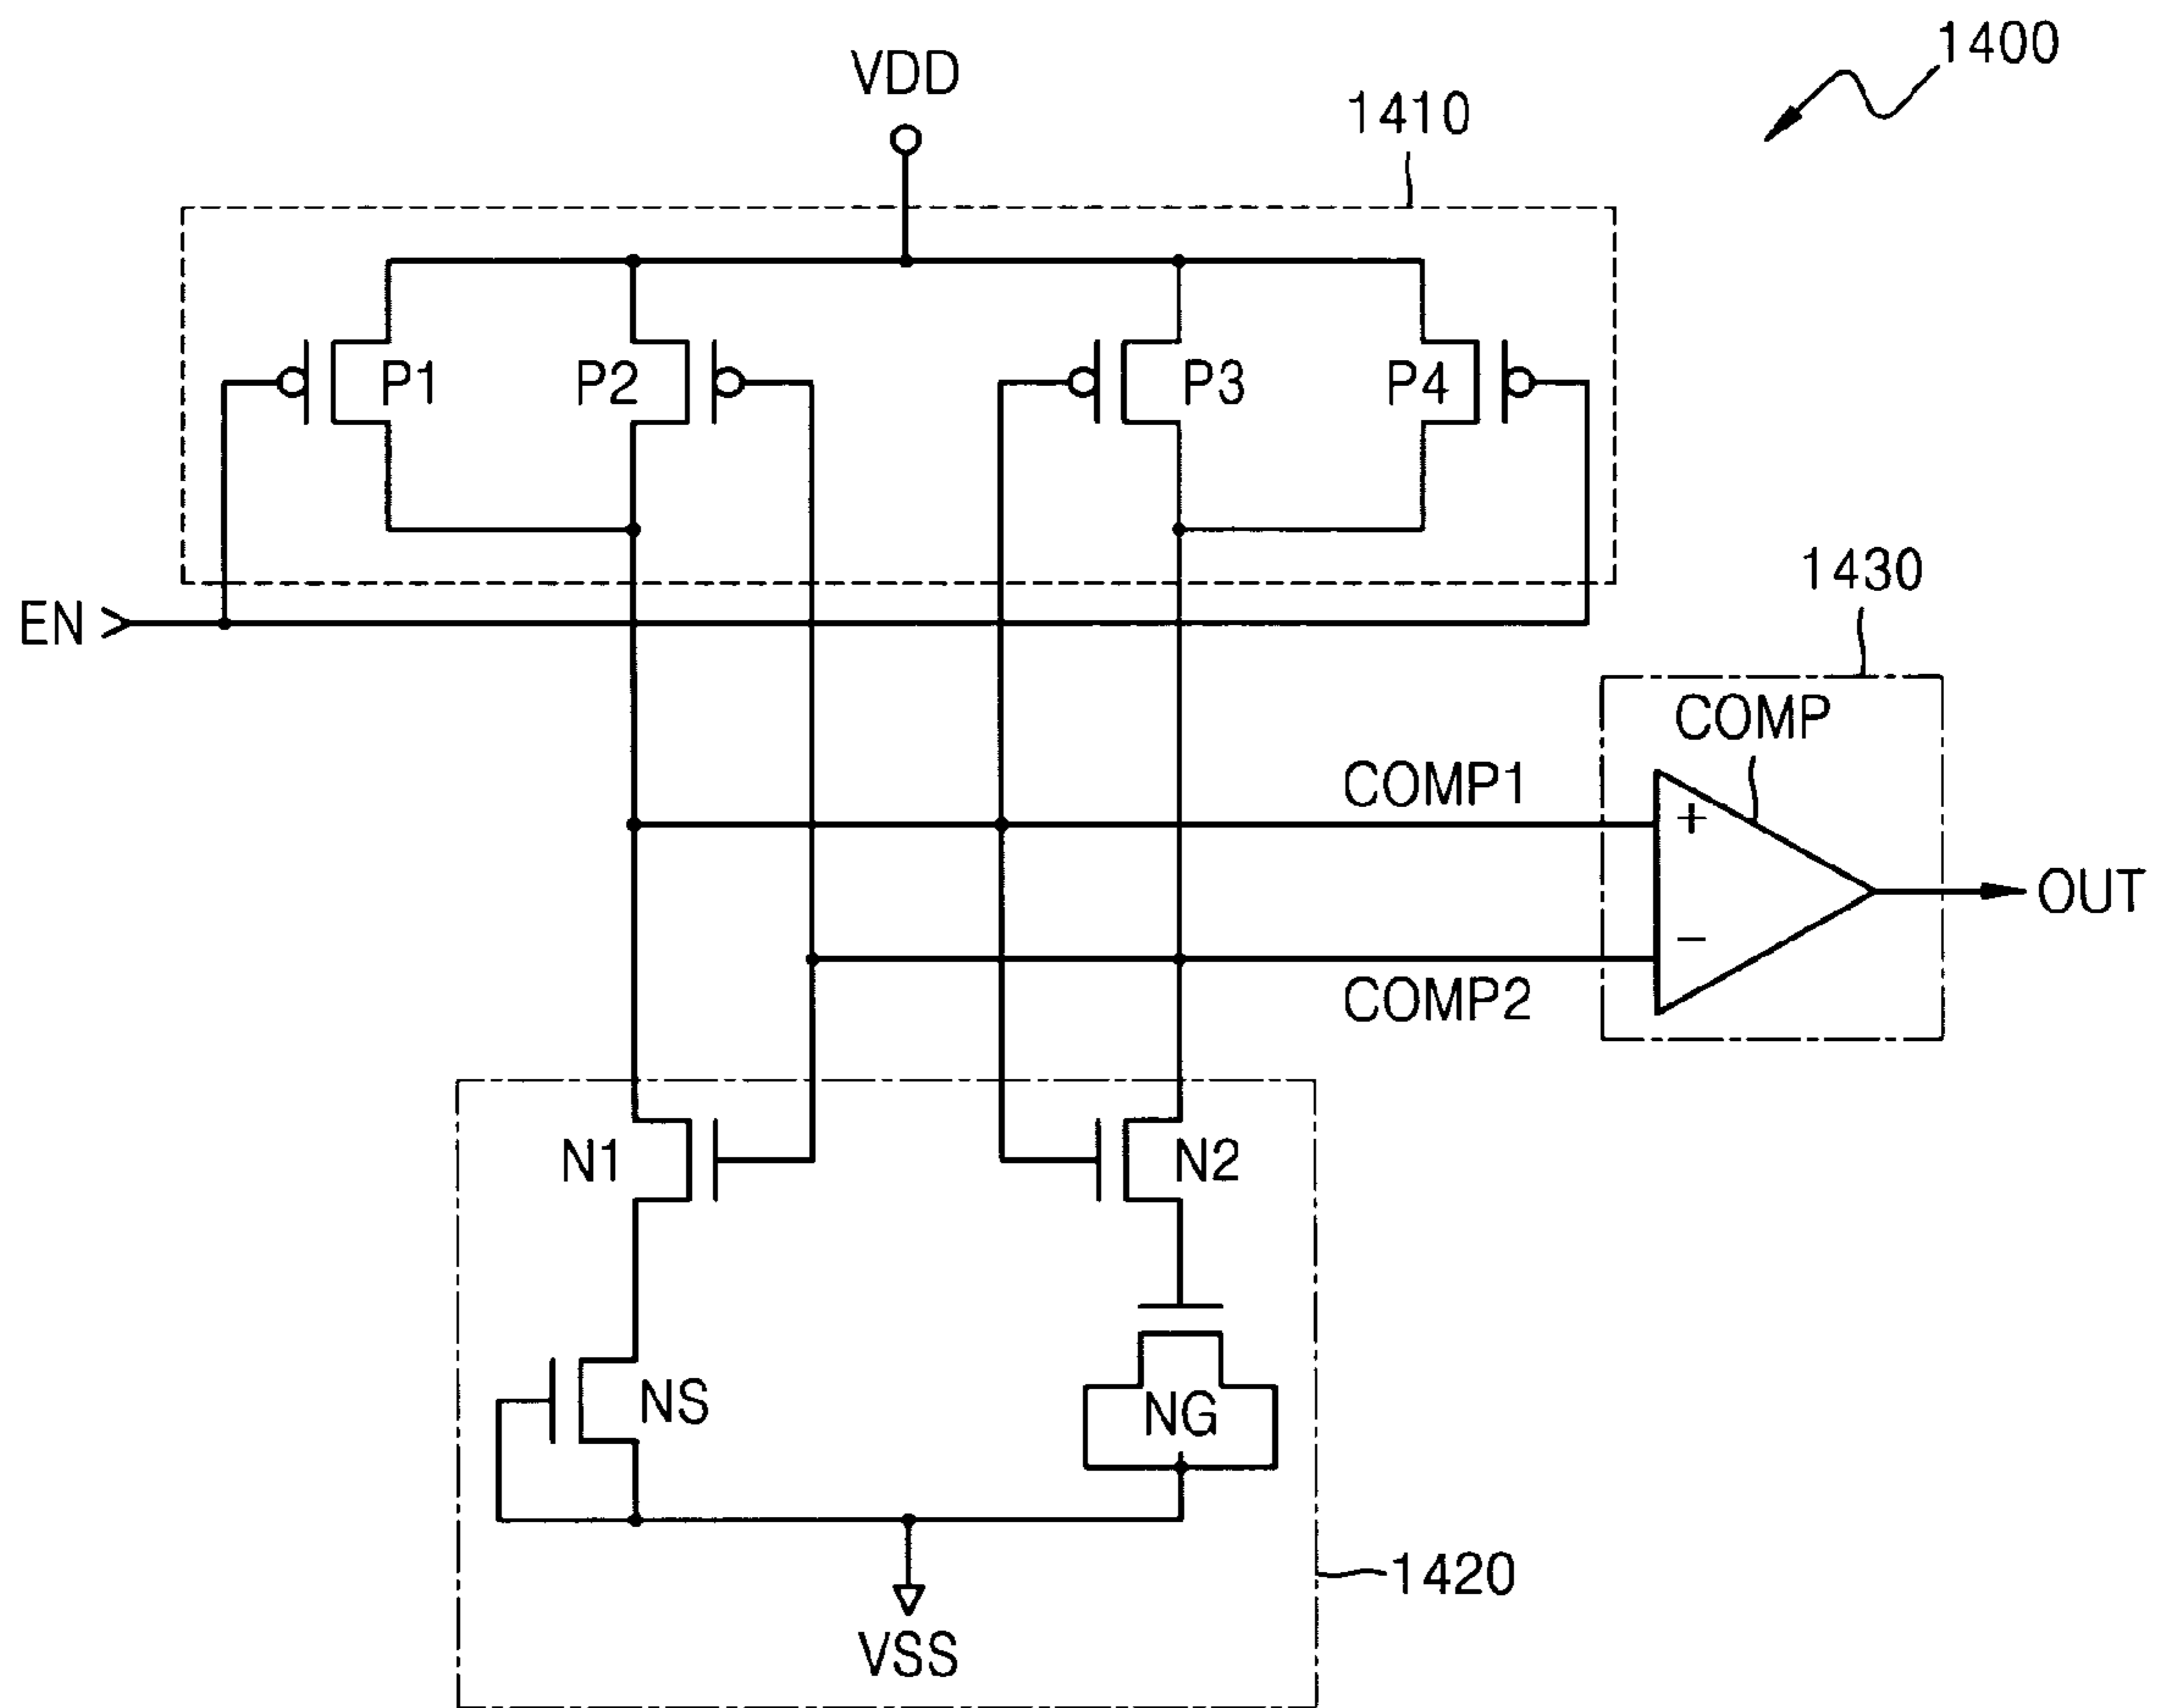 1400
VDD
1410
P1
P2
P3
P4
EN
1430
COMP
COMP1
+
OUT
−
COMP2
N1
N2
NS
NG
1420
VSS